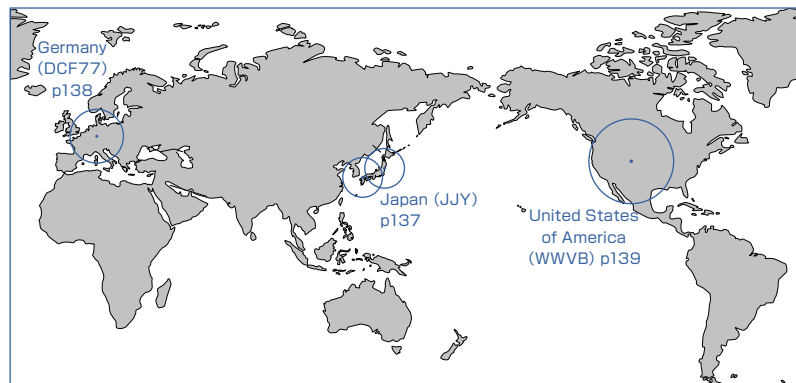 Germany
(DCF77)
p138
Japan (JJY)
p137
United States
of America
(WWVB) p139